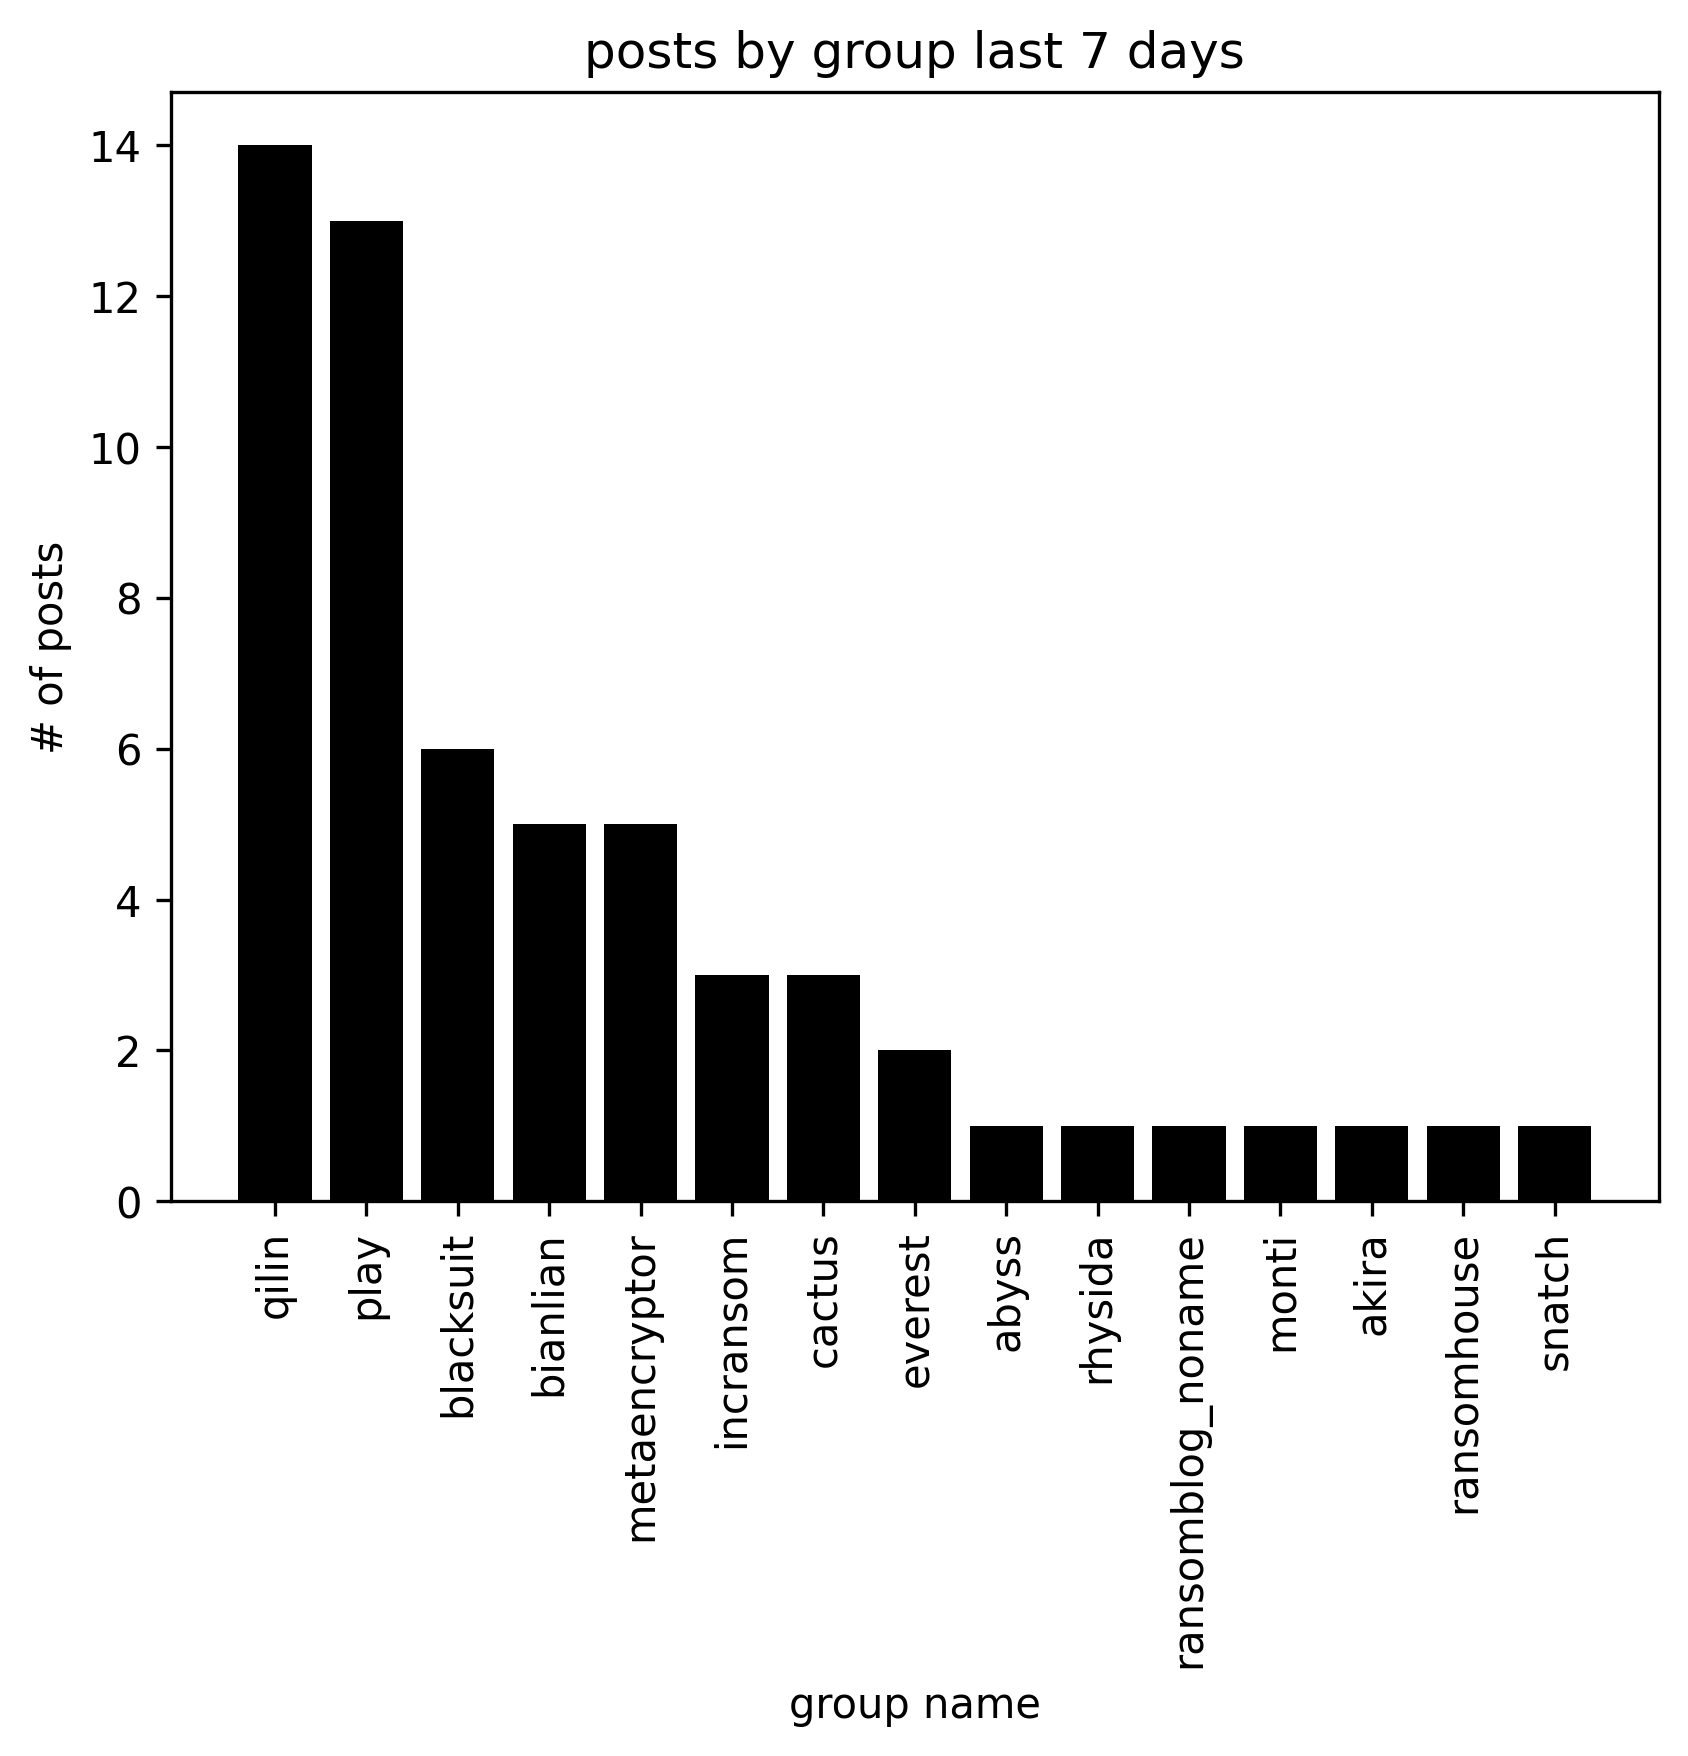 posts by group last 7 days
# of posts
14
12
10
8
6
4
2
0
qilin
play
blacksuit
bianlian
metaencryptor
incransom
cactus
everest
abyss
rhysida
ransomblog_noname
monti
akira
ransomhouse
snatch
group name